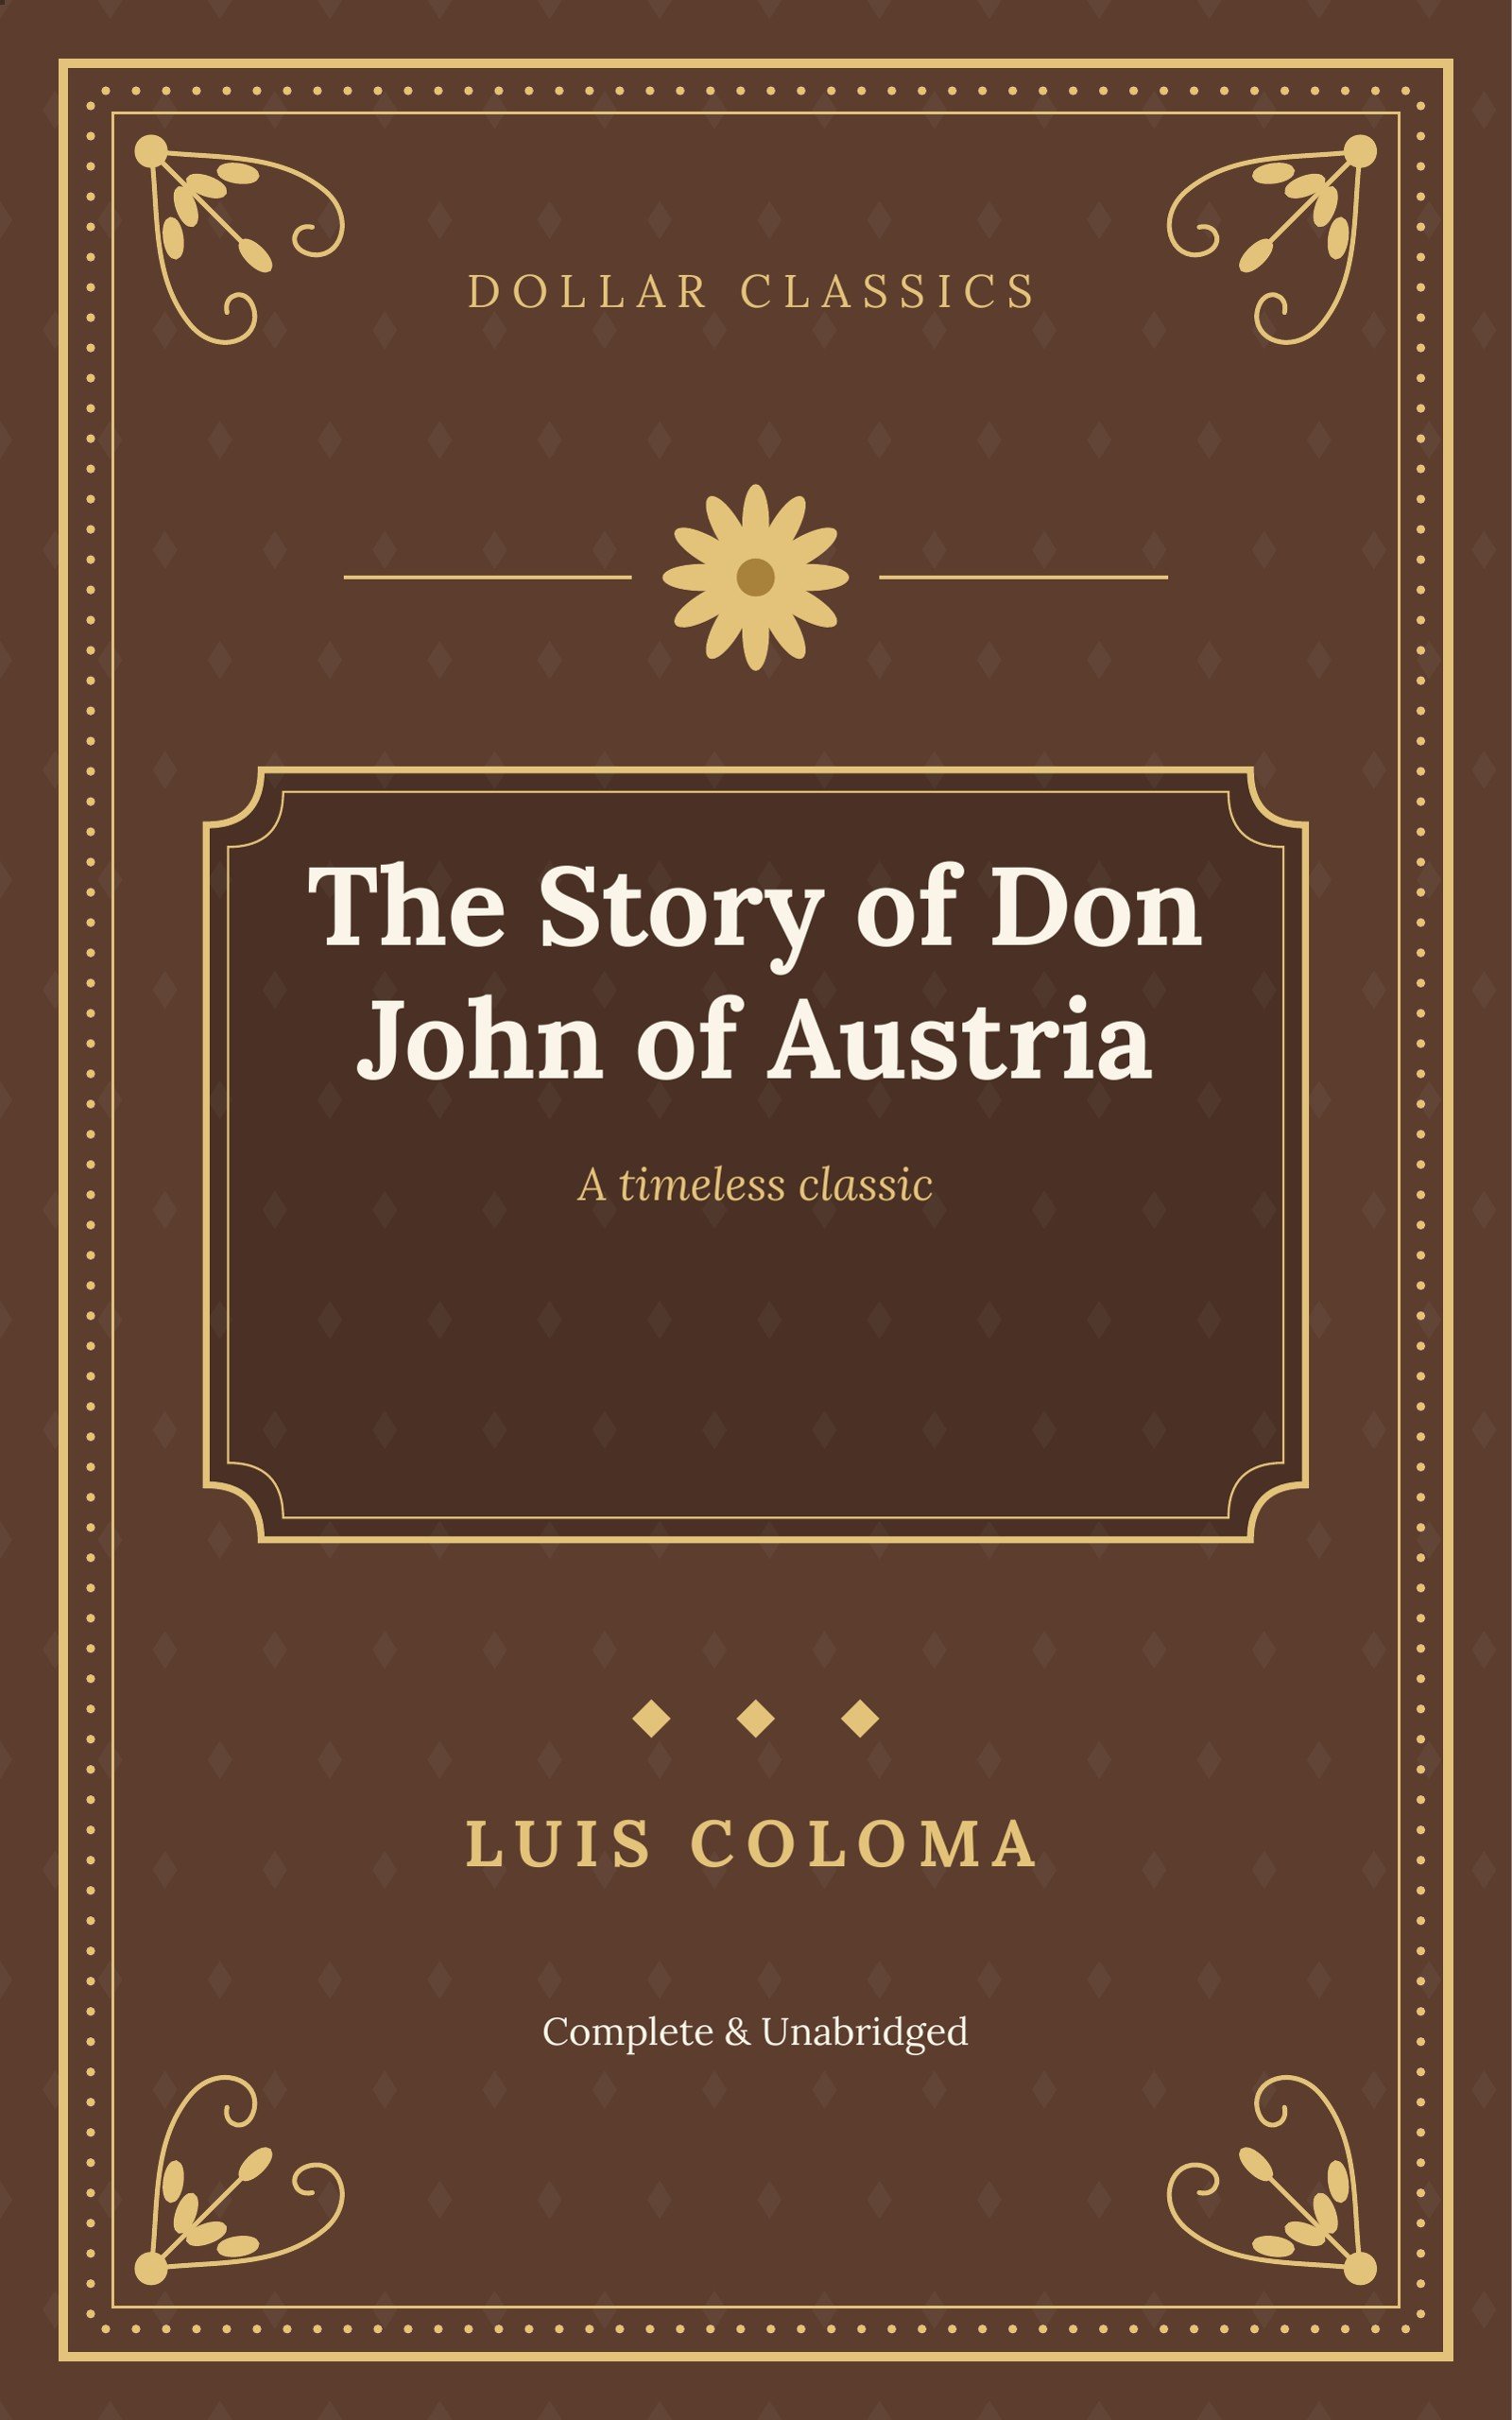 DOLLAR CLASSICS
The Story of Don
John of Austria
A timeless classic
LUIS COLOMA
Complete & Unabridged